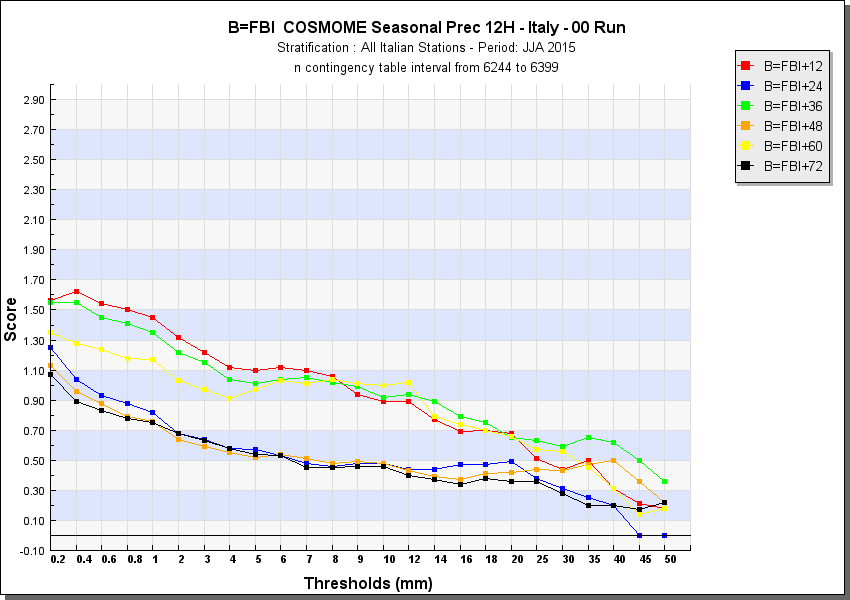 B=FBI COSMOME Seasonal Prec 12H - Italy - 00 Run
Stratification : All Italian Stations - Period: JJA 2015
n contingency table interval from 6244 to 6399
B=FBI+12
B=FBI+24
B=FBI+36
B=FBI+48
B=FBI+60
B=FBI+72
Score
2.90
2.70
2.50
2.30
2.10
1.90
1.70
1.50
1.30
1.10
0.90
0.70
0.50
0.30
0.10
-0.10
0.2 0.4 0.6 0.8 1 2 3 4 5 6 7 8 9 10 12 14 16 18 20 25 30 35 40 45 50
Thresholds (mm)